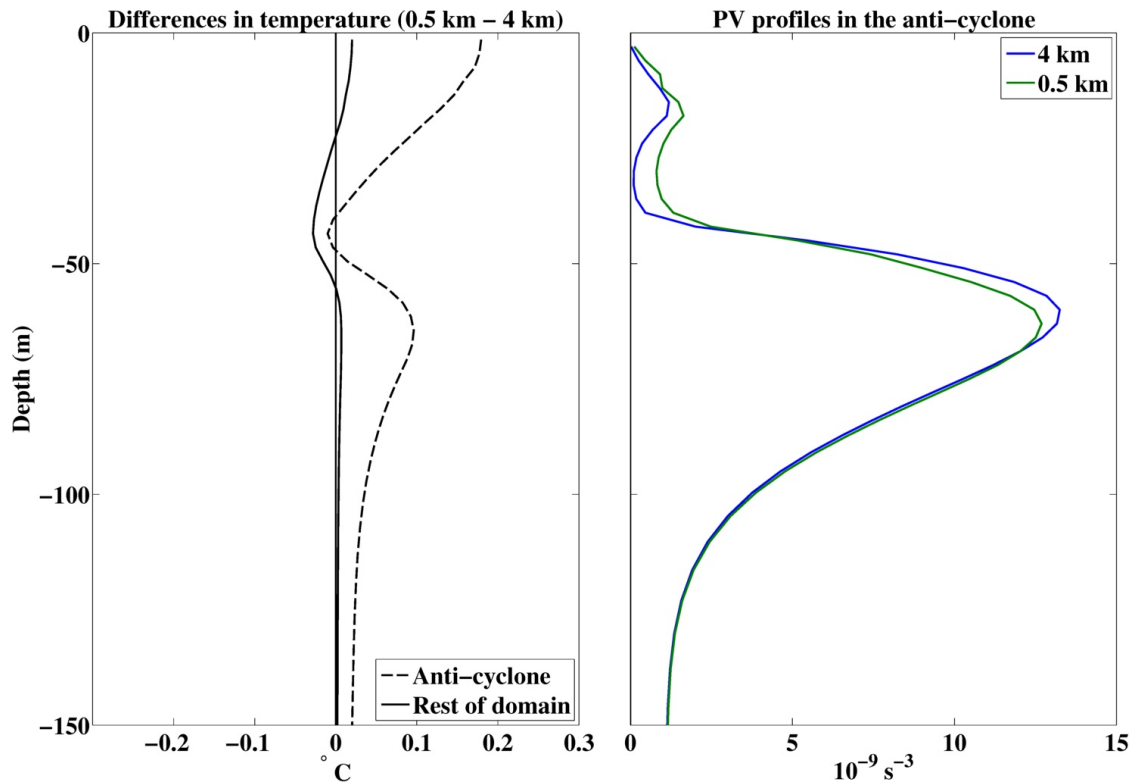 Differences in temperature (0.5 km − 4 km)
0
−50
−100
−150
Depth (m)
−0.2
−0.1
0
0.1
0.2
0.3
° C
Anti−cyclone
Rest of domain
PV profiles in the anti−cyclone
4 km
0.5 km
0
5
10
15
10⁻⁹ s⁻³